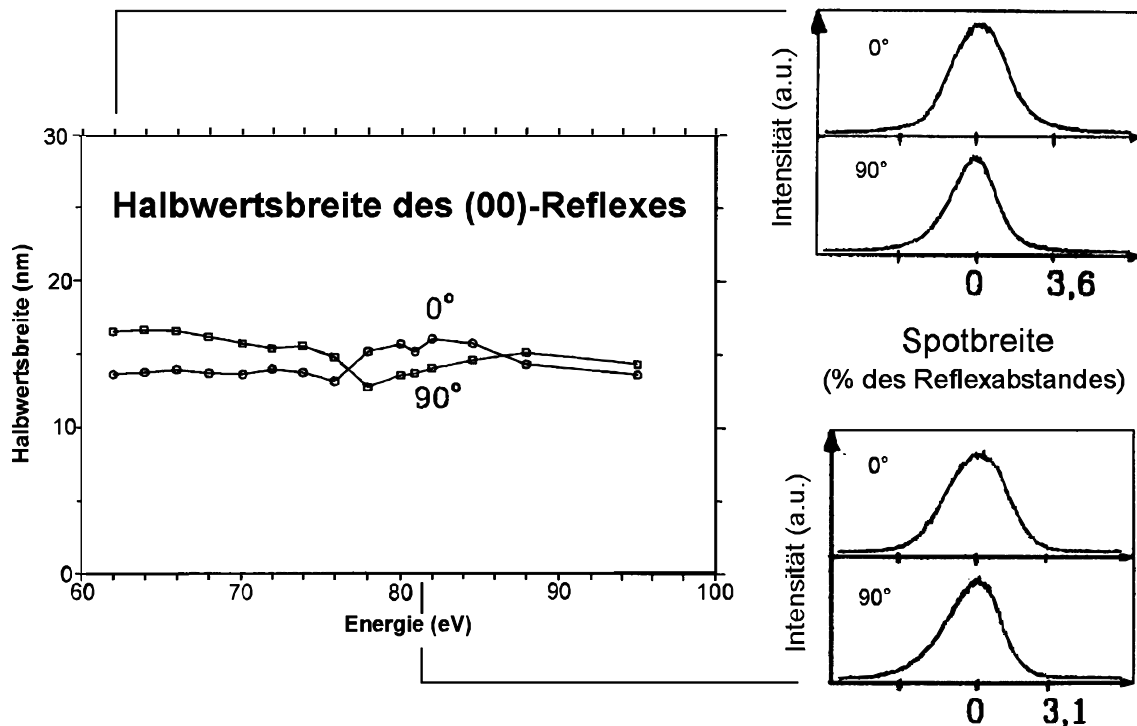 Halbwertsbreite des (00)-Reflexes
Halbwertsbreite (nm)
30
20
10
0
0°
90°
60
70
80
90
100
Energie (eV)
Intensität (a.u.)
0°
90°
0
3,6
Spotbreite
(% des Reflexabstandes)
Intensität (a.u.)
0°
90°
0
3,1